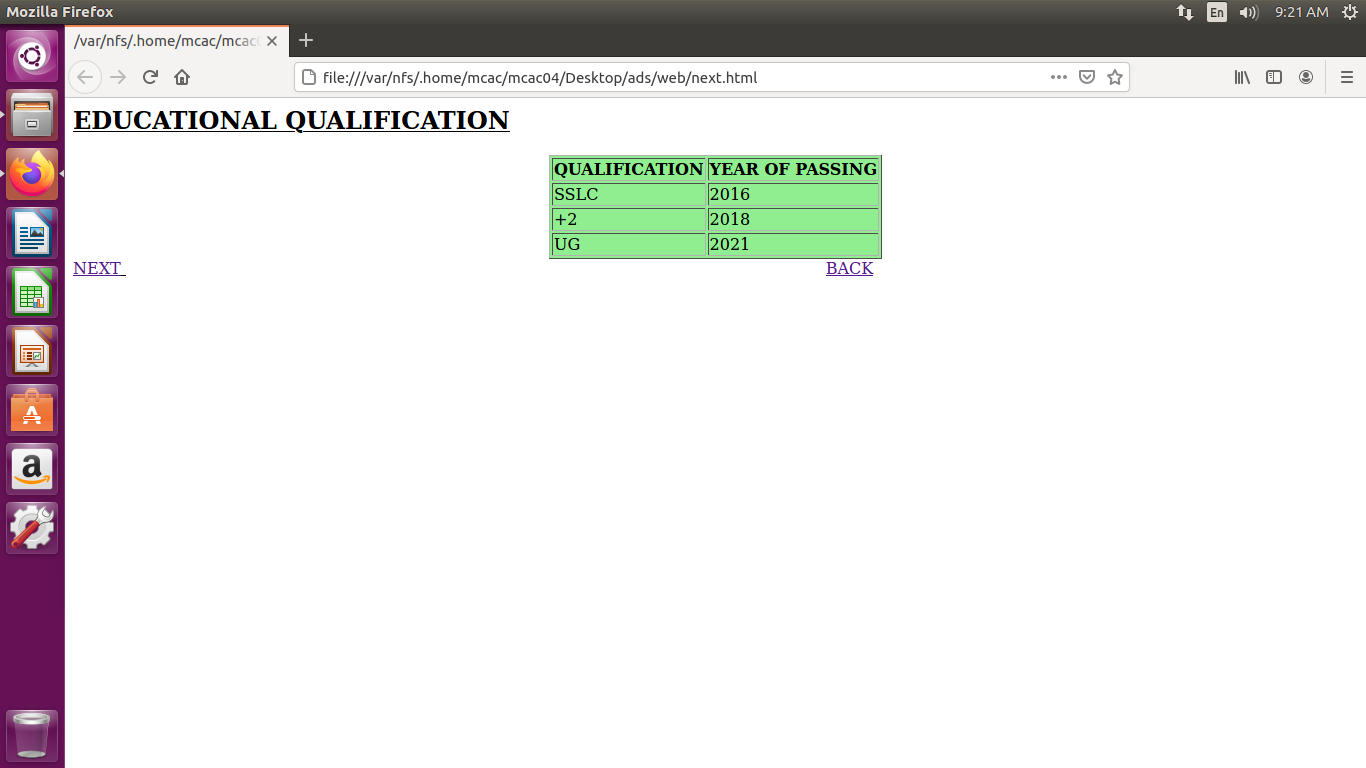 Mozilla Firefox En 9:21 AM
/var/nfs/.home/mcac/mcac
file:///var/nfs/.home/mcac/mcac04/Desktop/ads/web/next.html
EDUCATIONAL QUALIFICATION
QUALIFICATION YEAR OF PASSING
SSLC 2016
+2 2018
UG 2021
NEXT BACK